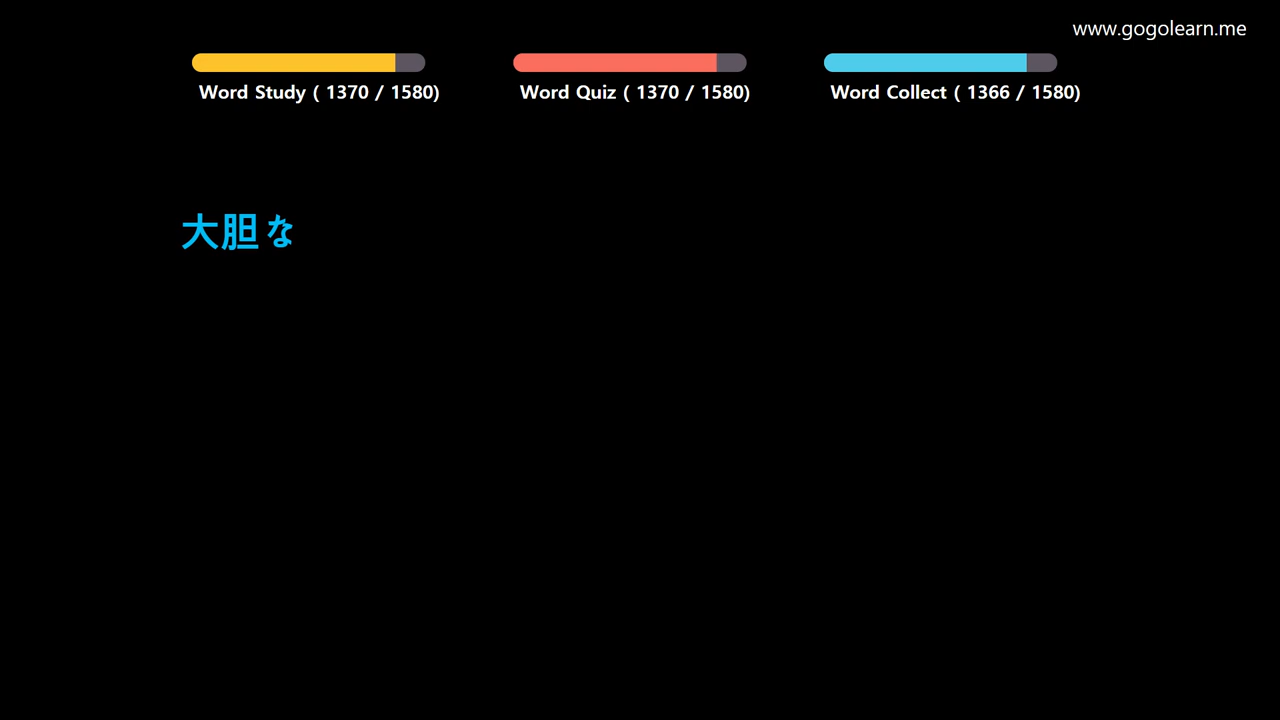 www.gogolearn.me
Word Study ( 1370 / 1580)
Word Quiz ( 1370 / 1580)
Word Collect ( 1366 / 1580)
大胆な